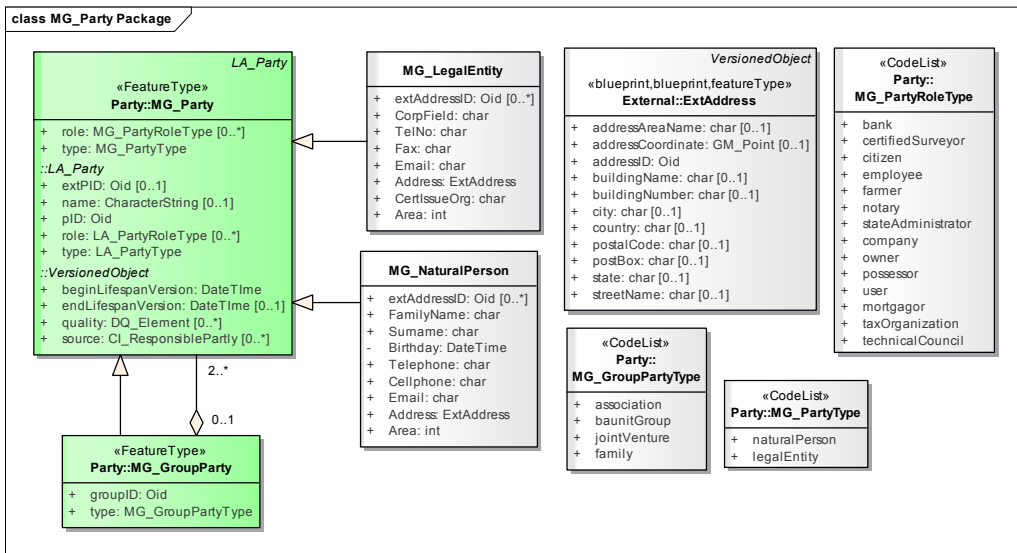 class MG_Party Package
LA_Party
«FeatureType»
Party::MG_Party
+ role: MG_PartyRoleType [0..*]
+ type: MG_PartyType
::LA_Party
+ extPID: Oid [0..1]
+ name: CharacterString [0..1]
+ pID: Oid
+ role: LA_PartyRoleType [0..*]
+ type: LA_PartyType
::VersionedObject
+ beginLifespanVersion: DateTIme
+ endLifespanVersion: DateTIme [0..1]
+ quality: DQ_Element [0..*]
+ source: CI_ResponsiblePartly [0..*]
2..*
0..1
«FeatureType»
Party::MG_GroupParty
+ groupID: Oid
+ type: MG_GroupPartyType
MG_LegalEntity
+ extAddressID: Oid [0..*]
+ CorpField: char
+ TelNo: char
+ Fax: char
+ Email: char
+ Address: ExtAddress
+ CertIssueOrg: char
+ Area: int
MG_NaturalPerson
+ extAddressID: Oid [0..*]
+ FamilyName: char
+ Surname: char
- Birthday: DateTime
+ Telephone: char
+ Cellphone: char
+ Email: char
+ Address: ExtAddress
+ Area: int
VersionedObject
«blueprint,blueprint,featureType»
External::ExtAddress
+ addressAreaName: char [0..1]
+ addressCoordinate: GM_Point [0..1]
+ addressID: Oid
+ buildingName: char [0..1]
+ buildingNumber: char [0..1]
+ city: char [0..1]
+ country: char [0..1]
+ postalCode: char [0..1]
+ postBox: char [0..1]
+ state: char [0..1]
+ streetName: char [0..1]
«CodeList»
Party::
MG_GroupPartyType
+ association
+ baunitGroup
+ jointVenture
+ family
«CodeList»
Party::
MG_PartyRoleType
+ bank
+ certifiedSurveyor
+ citizen
+ employee
+ farmer
+ notary
+ stateAdministrator
+ company
+ owner
+ possessor
+ user
+ mortgagor
+ taxOrganization
+ technicalCouncil
«CodeList»
Party::MG_PartyType
+ naturalPerson
+ legalEntity